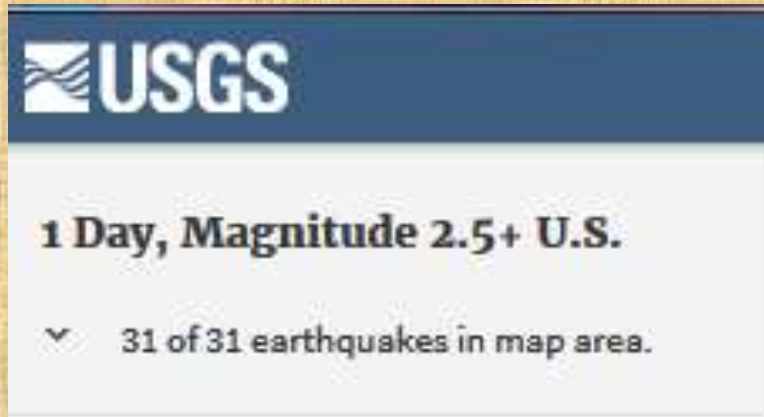 USGS
1 Day, Magnitude 2.5+ U.S.
31 of 31 earthquakes in map area.